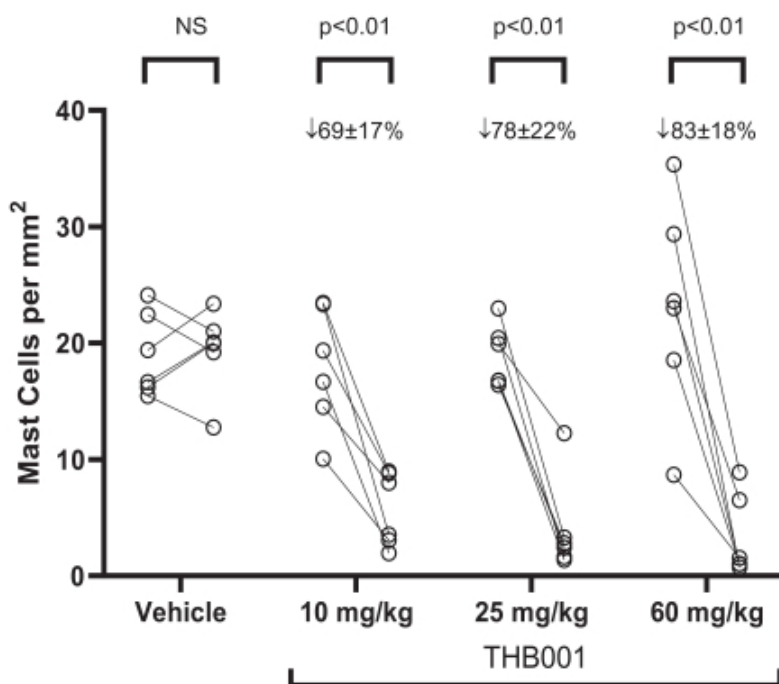 NS p<0.01 p<0.01 p<0.01
↓69±17% ↓78±22% ↓83±18%
40
30
20
10
0
Mast Cells per mm²
Vehicle 10 mg/kg 25 mg/kg 60 mg/kg
THB001